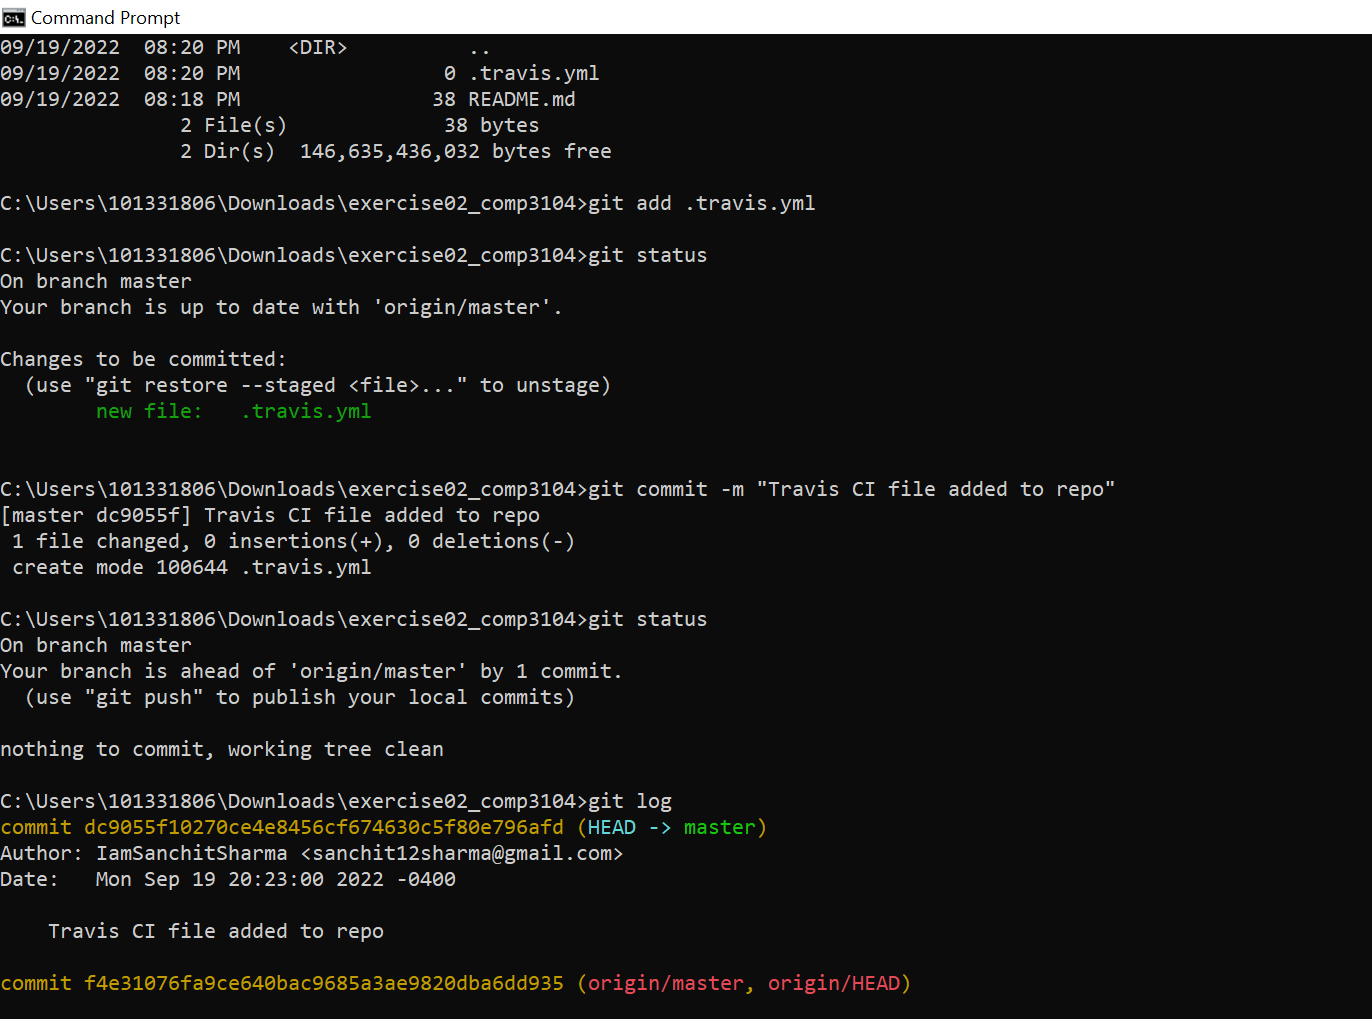 Command Prompt
09/19/2022  08:20 PM    <DIR>          ..
09/19/2022  08:20 PM                 0 .travis.yml
09/19/2022  08:18 PM                38 README.md
               2 File(s)             38 bytes
               2 Dir(s)  146,635,436,032 bytes free
C:\Users\101331806\Downloads\exercise02_comp3104>git add .travis.yml
C:\Users\101331806\Downloads\exercise02_comp3104>git status
On branch master
Your branch is up to date with 'origin/master'.
Changes to be committed:
  (use "git restore --staged <file>..." to unstage)
        new file:   .travis.yml
C:\Users\101331806\Downloads\exercise02_comp3104>git commit -m "Travis CI file added to repo"
[master dc9055f] Travis CI file added to repo
 1 file changed, 0 insertions(+), 0 deletions(-)
 create mode 100644 .travis.yml
C:\Users\101331806\Downloads\exercise02_comp3104>git status
On branch master
Your branch is ahead of 'origin/master' by 1 commit.
  (use "git push" to publish your local commits)
nothing to commit, working tree clean
C:\Users\101331806\Downloads\exercise02_comp3104>git log
commit dc9055f10270ce4e8456cf674630c5f80e796afd (HEAD -> master)
Author: IamSanchitSharma <sanchit12sharma@gmail.com>
Date:   Mon Sep 19 20:23:00 2022 -0400
    Travis CI file added to repo
commit f4e31076fa9ce640bac9685a3ae9820dba6dd935 (origin/master, origin/HEAD)